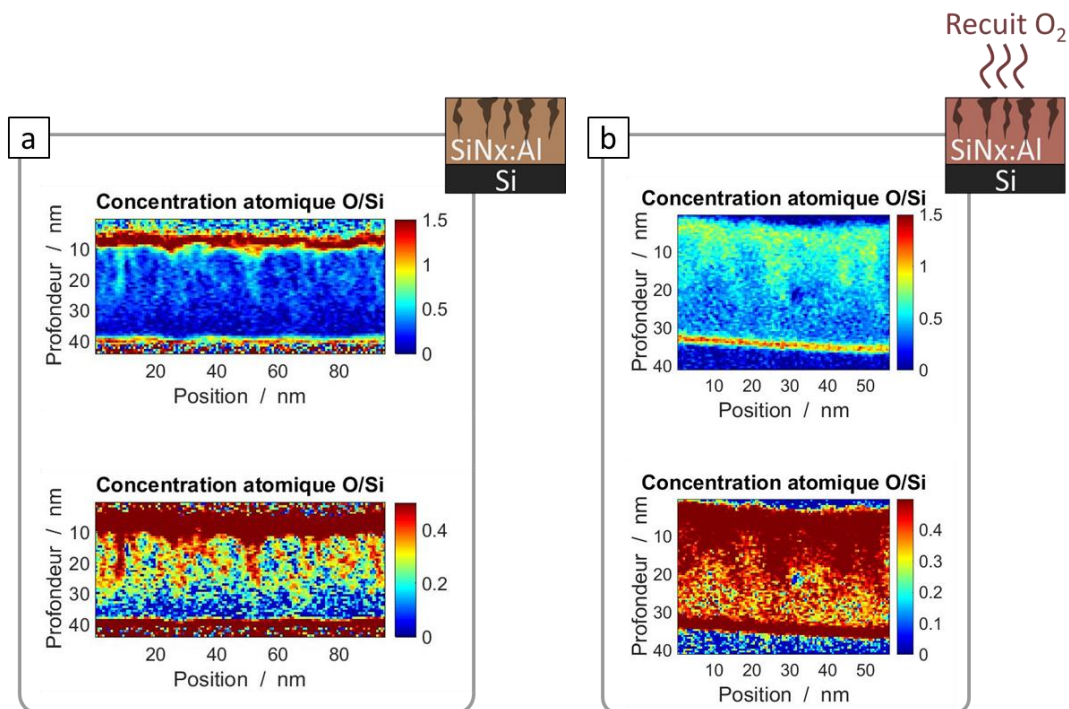 Recuit O2
a
SiNx:Al
Si
b
SiNx:Al
Si
Concentration atomique O/Si
Profondeur / nm
10
20
30
40
20
40
60
80
Position / nm
1.5
1
0.5
0
Concentration atomique O/Si
Profondeur / nm
10
20
30
40
10
20
30
40
50
Position / nm
1.5
1
0.5
0
Concentration atomique O/Si
Profondeur / nm
10
20
30
40
20
40
60
80
Position / nm
0.4
0.2
0
Concentration atomique O/Si
Profondeur / nm
10
20
30
40
10
20
30
40
50
Position / nm
0.4
0.3
0.2
0.1
0